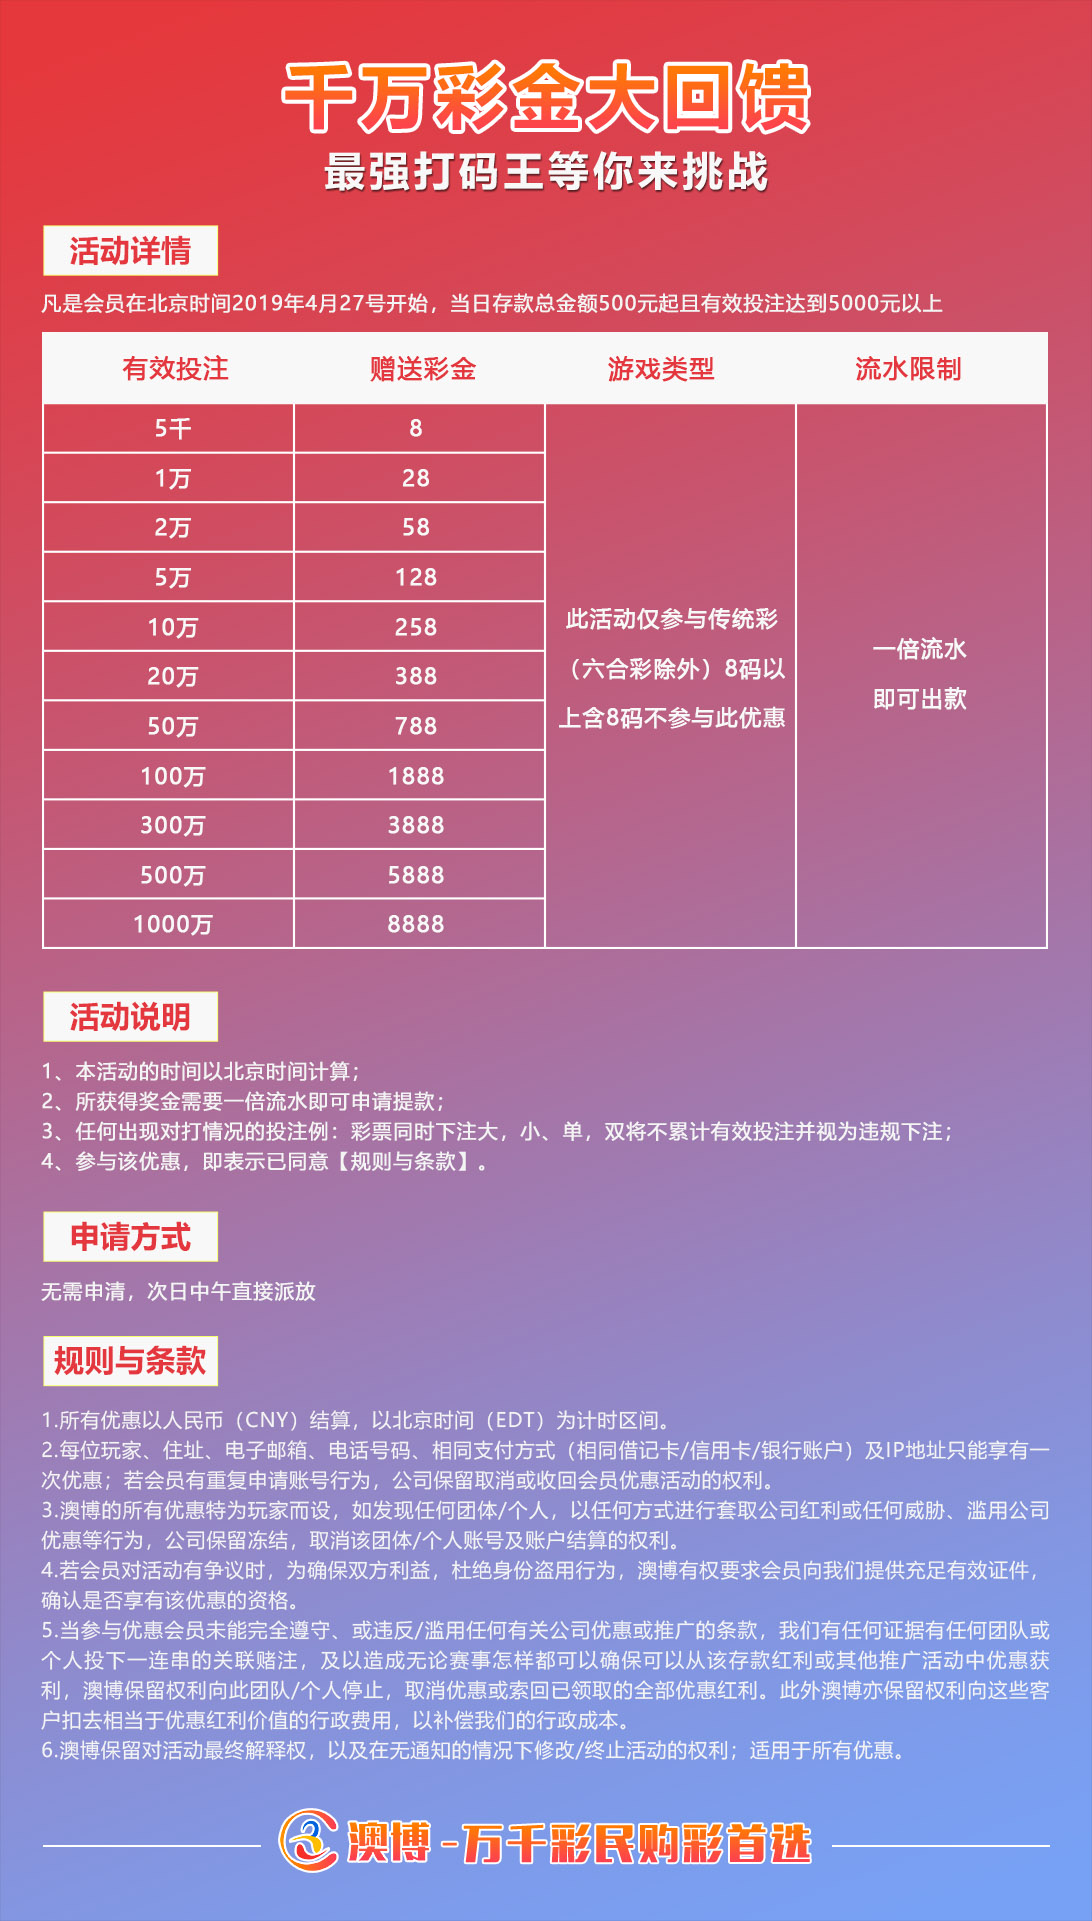 千万彩金大回馈
最强打码王等你来挑战
活动详情
凡是会员在北京时间2019年4月27号开始，当日存款总金额500元起且有效投注达到5000元以上
有效投注 赠送彩金 游戏类型 流水限制
5千 8
1万 28
2万 58
5万 128
10万 258
20万 388
50万 788
100万 1888
300万 3888
500万 5888
1000万 8888
此活动仅参与传统彩
（六合彩除外）8码以
上含8码不参与此优惠
一倍流水
即可出款
活动说明
1、本活动的时间以北京时间计算；
2、所获得奖金需要一倍流水即可申请提款；
3、任何出现对打情况的投注例：彩票同时下注大，小、单，双将不累计有效投注并视为违规下注；
4、参与该优惠，即表示已同意【规则与条款】。
申请方式
无需申清，次日中午直接派放
规则与条款
1.所有优惠以人民币（CNY）结算，以北京时间（EDT）为计时区间。
2.每位玩家、住址、电子邮箱、电话号码、相同支付方式（相同借记卡/信用卡/银行账户）及IP地址只能享有一
次优惠；若会员有重复申请账号行为，公司保留取消或收回会员优惠活动的权利。
3.澳博的所有优惠特为玩家而设，如发现任何团体/个人，以任何方式进行套取公司红利或任何威胁、滥用公司
优惠等行为，公司保留冻结，取消该团体/个人账号及账户结算的权利。
4.若会员对活动有争议时，为确保双方利益，杜绝身份盗用行为，澳博有权要求会员向我们提供充足有效证件，
确认是否享有该优惠的资格。
5.当参与优惠会员未能完全遵守、或违反/滥用任何有关公司优惠或推广的条款，我们有任何证据有任何团队或
个人投下一连串的关联赌注，及以造成无论赛事怎样都可以确保可以从该存款红利或其他推广活动中优惠获
利，澳博保留权利向此团队/个人停止，取消优惠或索回已领取的全部优惠红利。此外澳博亦保留权利向这些客
户扣去相当于优惠红利价值的行政费用，以补偿我们的行政成本。
6.澳博保留对活动最终解释权，以及在无通知的情况下修改/终止活动的权利；适用于所有优惠。
澳博-万千彩民购彩首选